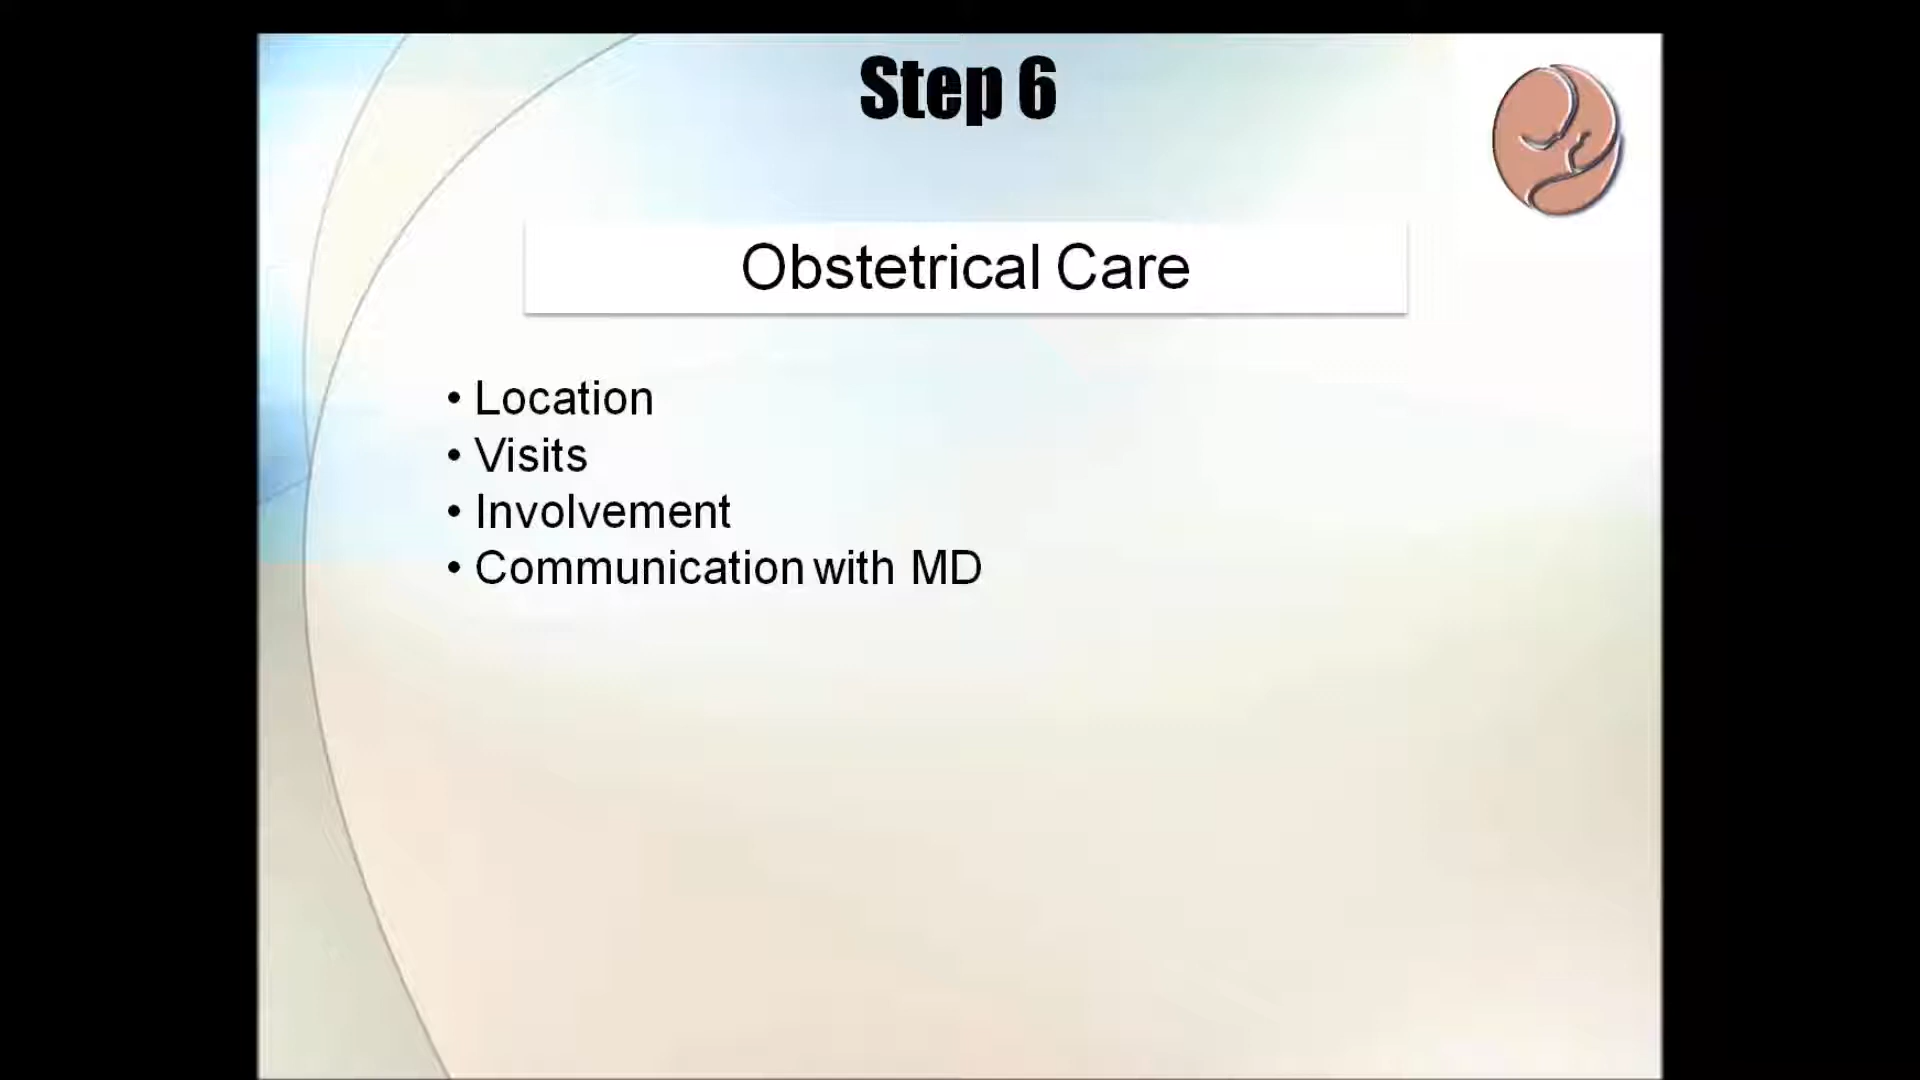 Step 6
Obstetrical Care
• Location
• Visits
• Involvement
• Communication with MD